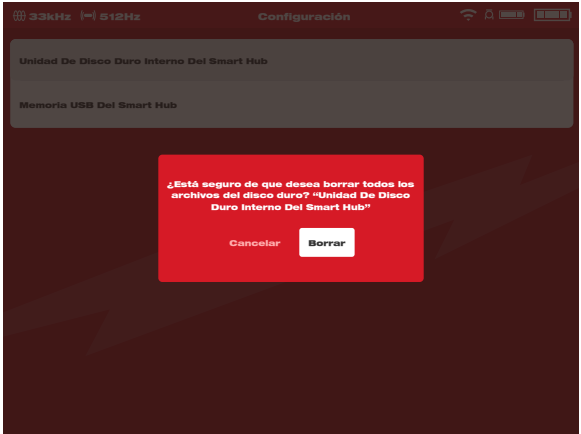 33kHz 512Hz Configuración
Unidad De Disco Duro Interno Del Smart Hub
Memoria USB Del Smart Hub
¿Está seguro de que desea borrar todos los
archivos del disco duro? “Unidad De Disco
Duro Interno Del Smart Hub”
Cancelar Borrar